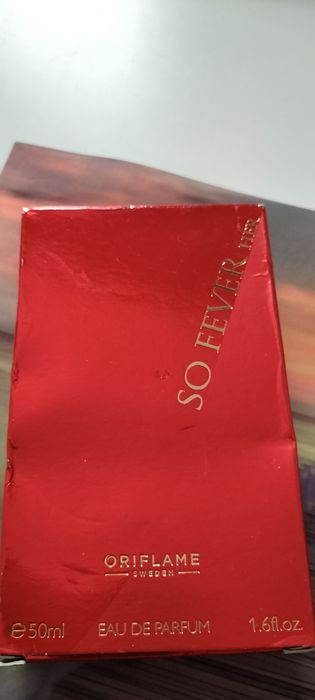 SO FEVER HER
ORIFLAME
SWEDEN
℮50ml EAU DE PARFUM 1.6fl.oz.